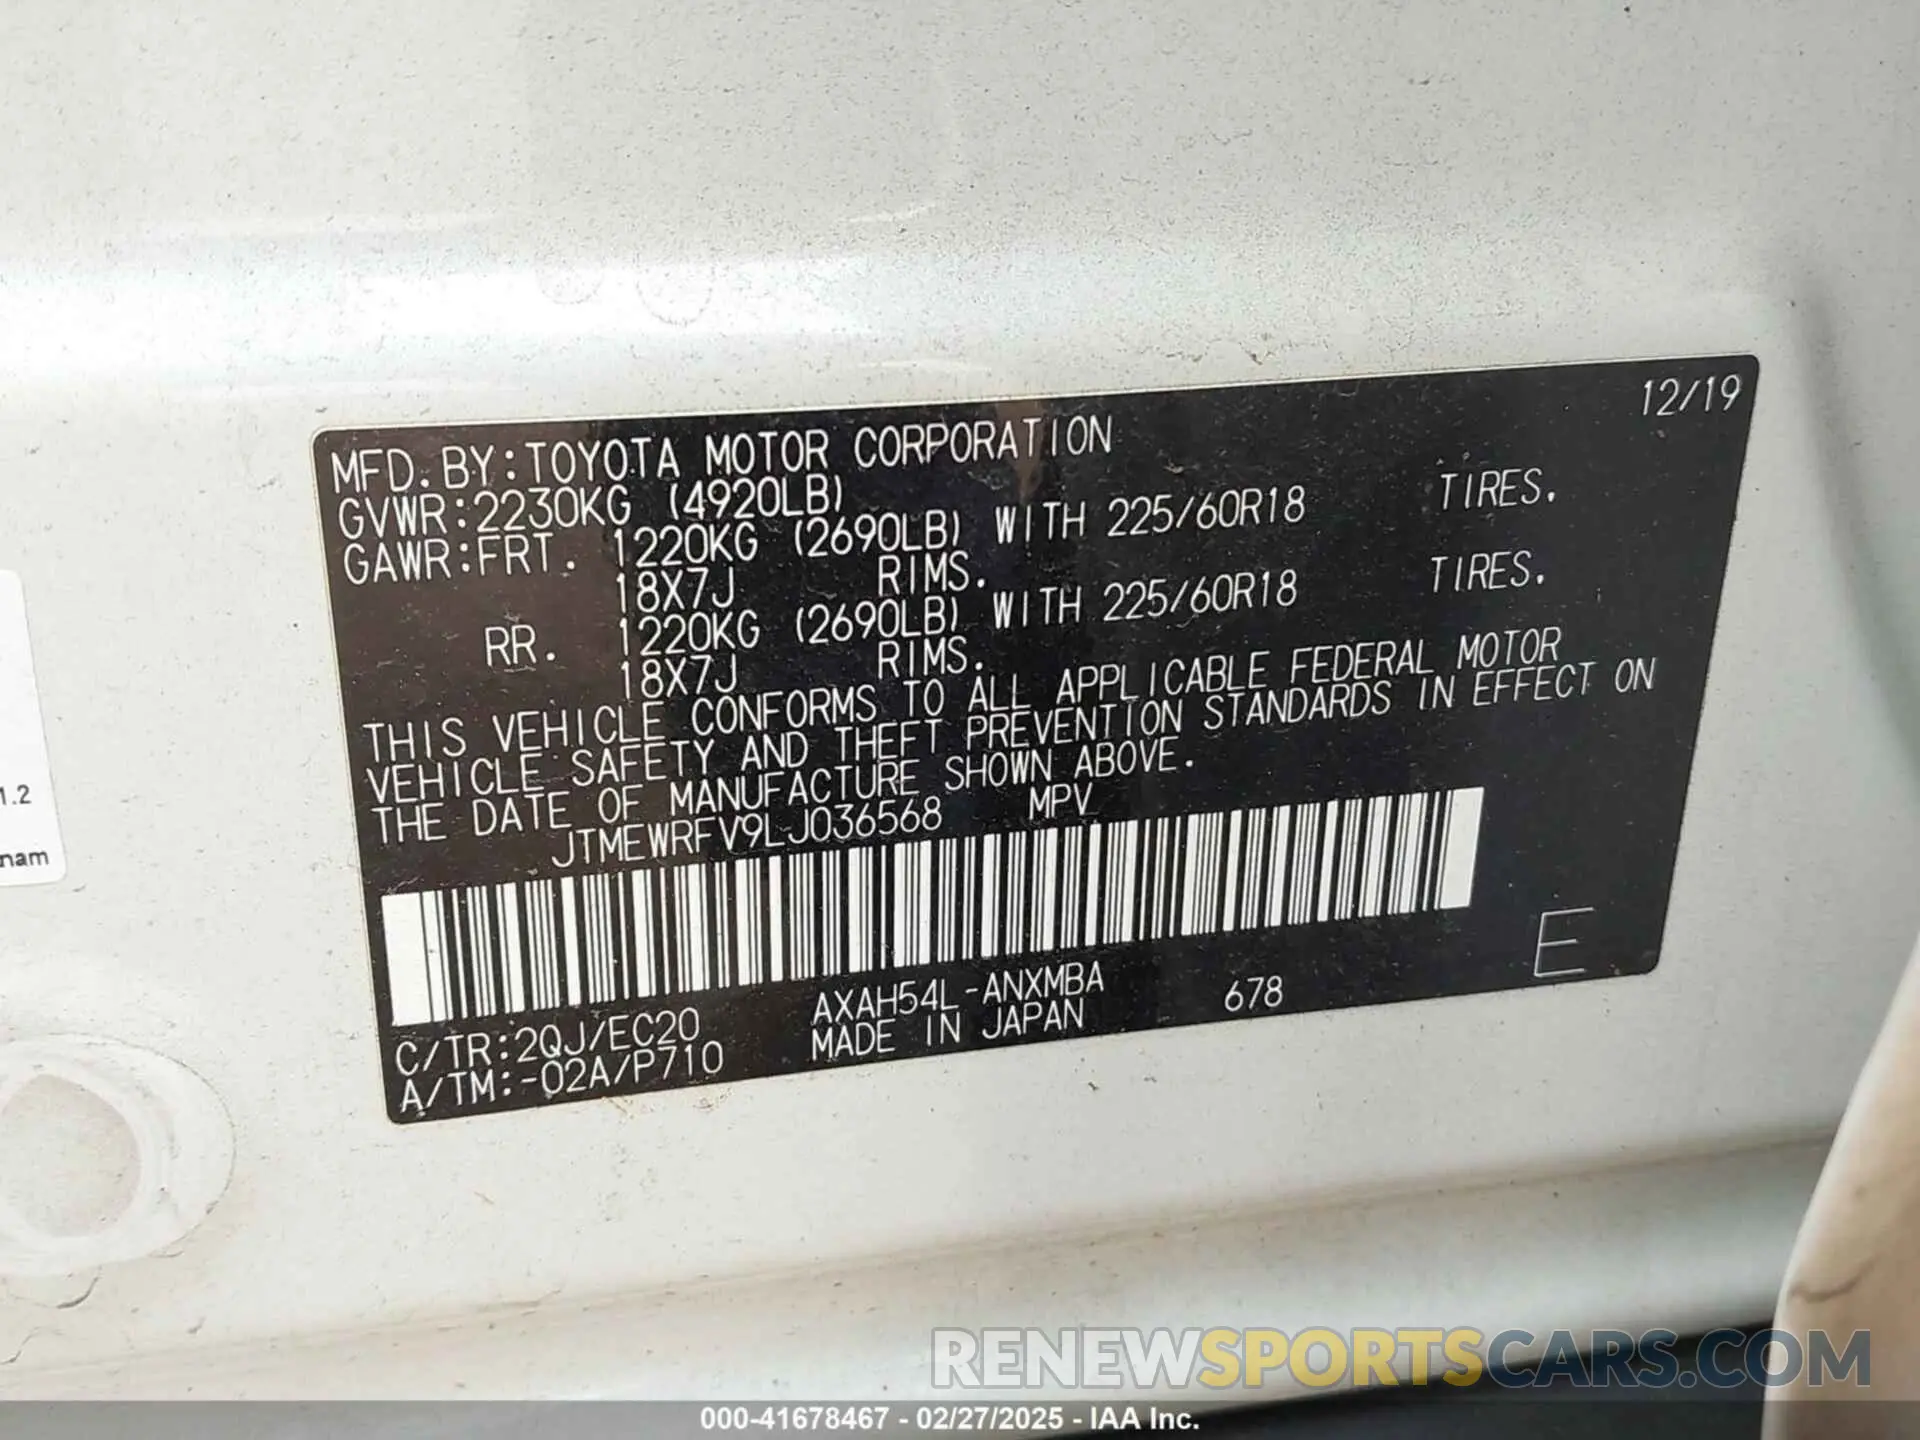 12/19
MFD. BY:TOYOTA MOTOR CORPORATION
GVWR:2230KG (4920LB)
GAWR:FRT. 1220KG (2690LB) WITH 225/60R18 TIRES.
18X7J RIMS.
RR. 1220KG (2690LB) WITH 225/60R18 TIRES.
18X7J RIMS.
THIS VEHICLE CONFORMS TO ALL APPLICABLE FEDERAL MOTOR
VEHICLE SAFETY AND THEFT PREVENTION STANDARDS IN EFFECT ON
THE DATE OF MANUFACTURE SHOWN ABOVE.
JTMEWRFV9LJ036568 MPV
C/TR:2QJ/EC20 AXAH54L-ANXMBA 678 E
A/TM:-02A/P710 MADE IN JAPAN
1.2
nam
RENEWSPORTSCARS.COM
000-41678467 - 02/27/2025 - IAA Inc.